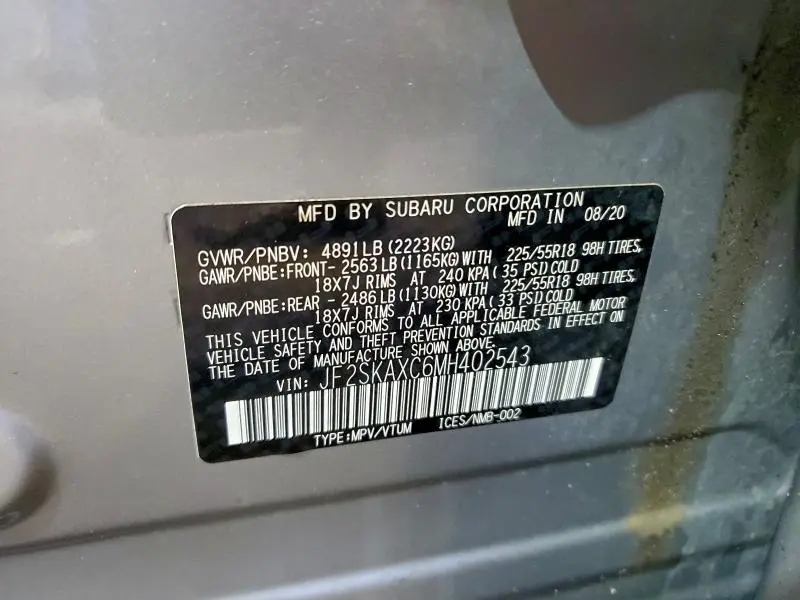 MFD BY SUBARU CORPORATION
MFD IN 08/20
GVWR/PNBV: 4891LB (2223KG)
GAWR/PNBE:FRONT- 2563LB (1165KG) WITH 225/55R18 98H TIRES,
18X7J RIMS AT 240 KPA ( 35 PSI) COLD
GAWR/PNBE:REAR - 2486LB (1130KG) WITH 225/55R18 98H TIRES,
18X7J RIMS AT 230 KPA ( 33 PSI) COLD
THIS VEHICLE CONFORMS TO ALL APPLICABLE FEDERAL MOTOR
VEHICLE SAFETY AND THEFT PREVENTION STANDARDS IN EFFECT ON
THE DATE OF MANUFACTURE SHOWN ABOVE.
VIN: JF2SKAXC6MH402543
TYPE:MPV/VTUM ICES/NMB-002